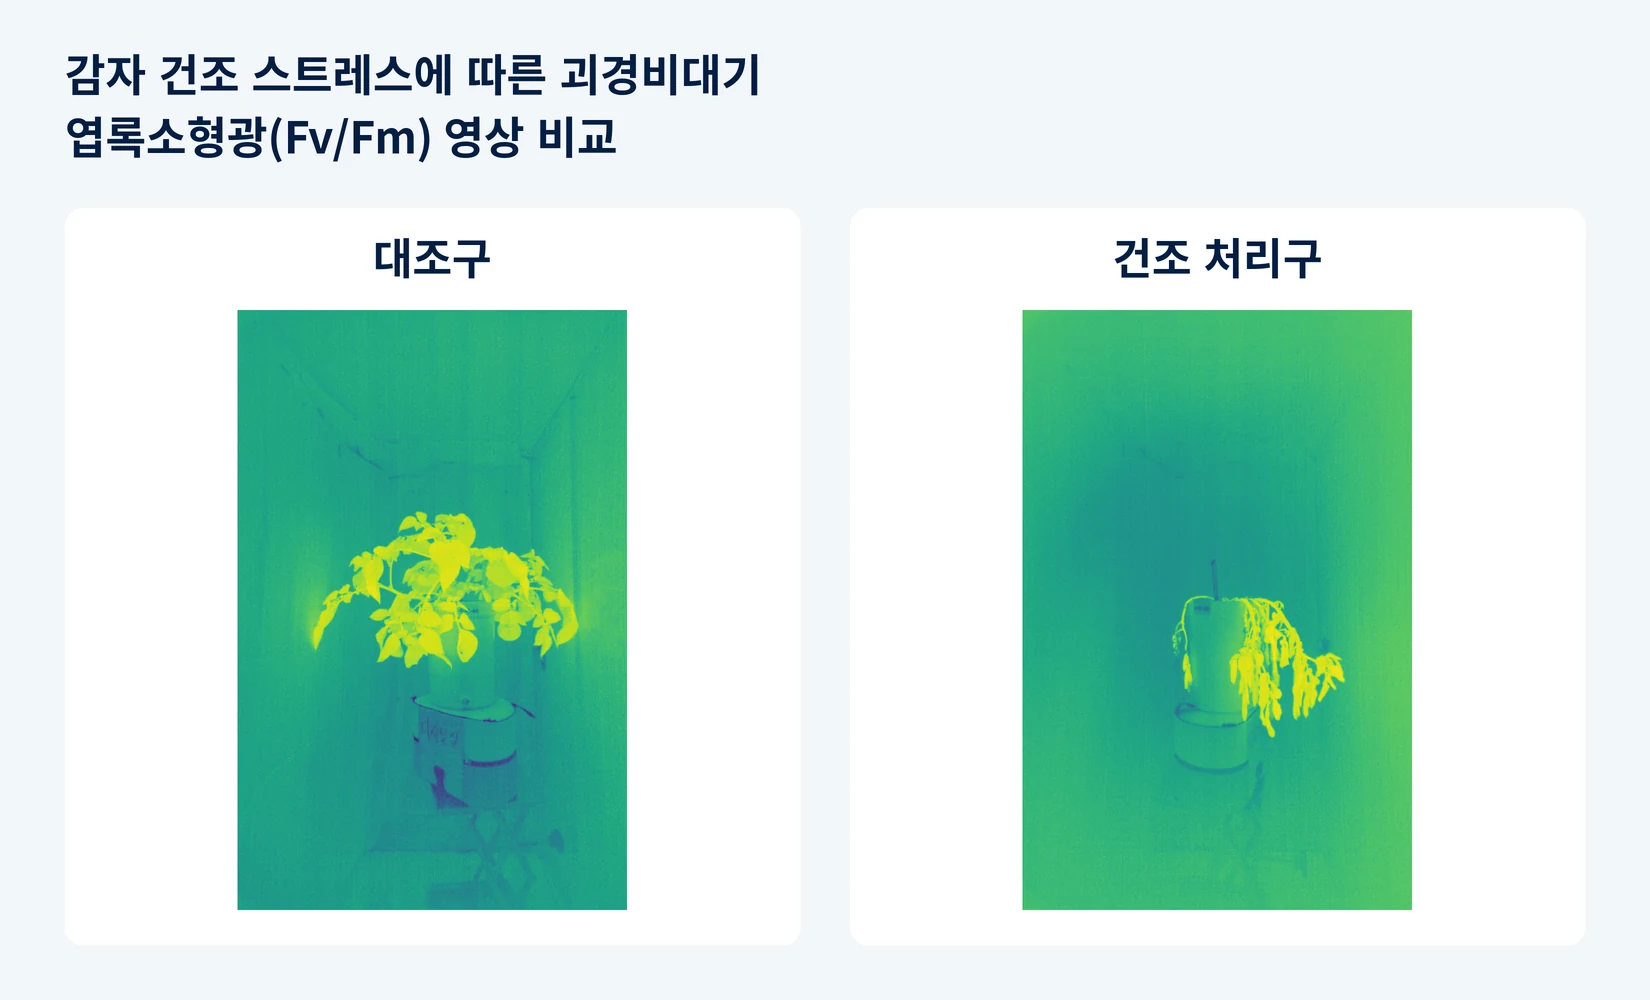 감자 건조 스트레스에 따른 괴경비대기
엽록소형광(Fv/Fm) 영상 비교
대조구
건조 처리구